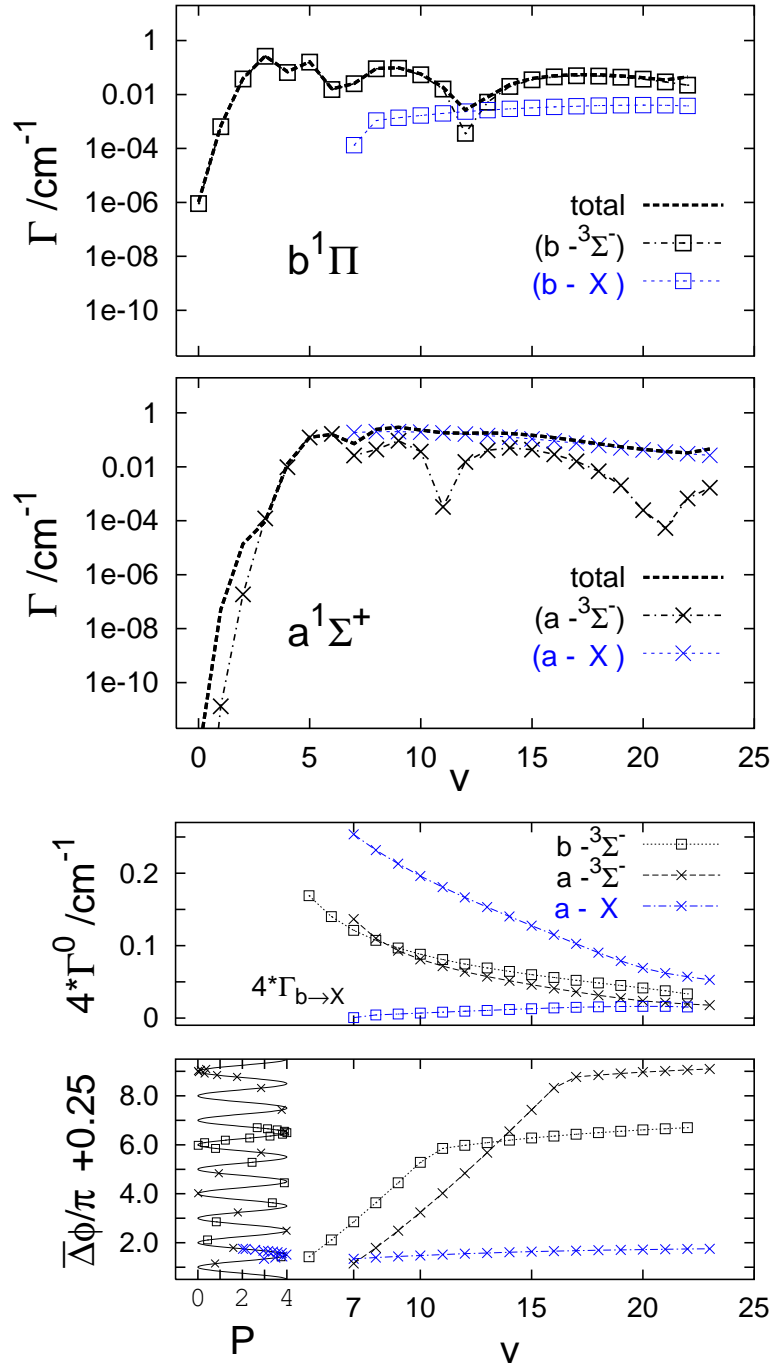 1
0.01
1e-04
1e-06
1e-08
1e-10
Γ /cm⁻¹
total
(b -³Σ⁻)
(b - X )
b¹Π
1
0.01
1e-04
1e-06
1e-08
1e-10
Γ /cm⁻¹
total
(a -³Σ⁻)
(a - X )
a¹Σ⁺
0 5 10 15 20 25
v
0.2
0.1
0
4*Γ⁰ /cm⁻¹
b -³Σ⁻
a -³Σ⁻
a - X
4*Γb→X
8.0
6.0
4.0
2.0
Δ̅ϕ/π +0.25
0 2 4 7 10 15 20 25
P v